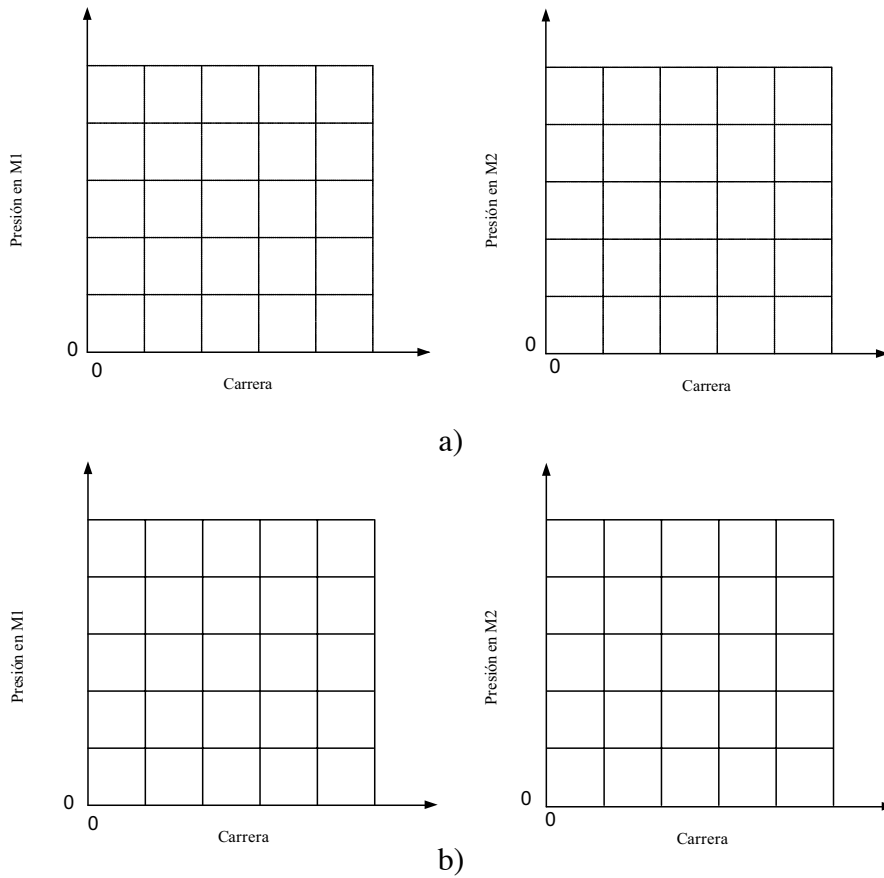 Presión en M1
0
0
Carrera
Presión en M2
0
0
Carrera
a)
Presión en M1
0
0
Carrera
Presión en M2
0
0
Carrera
b)